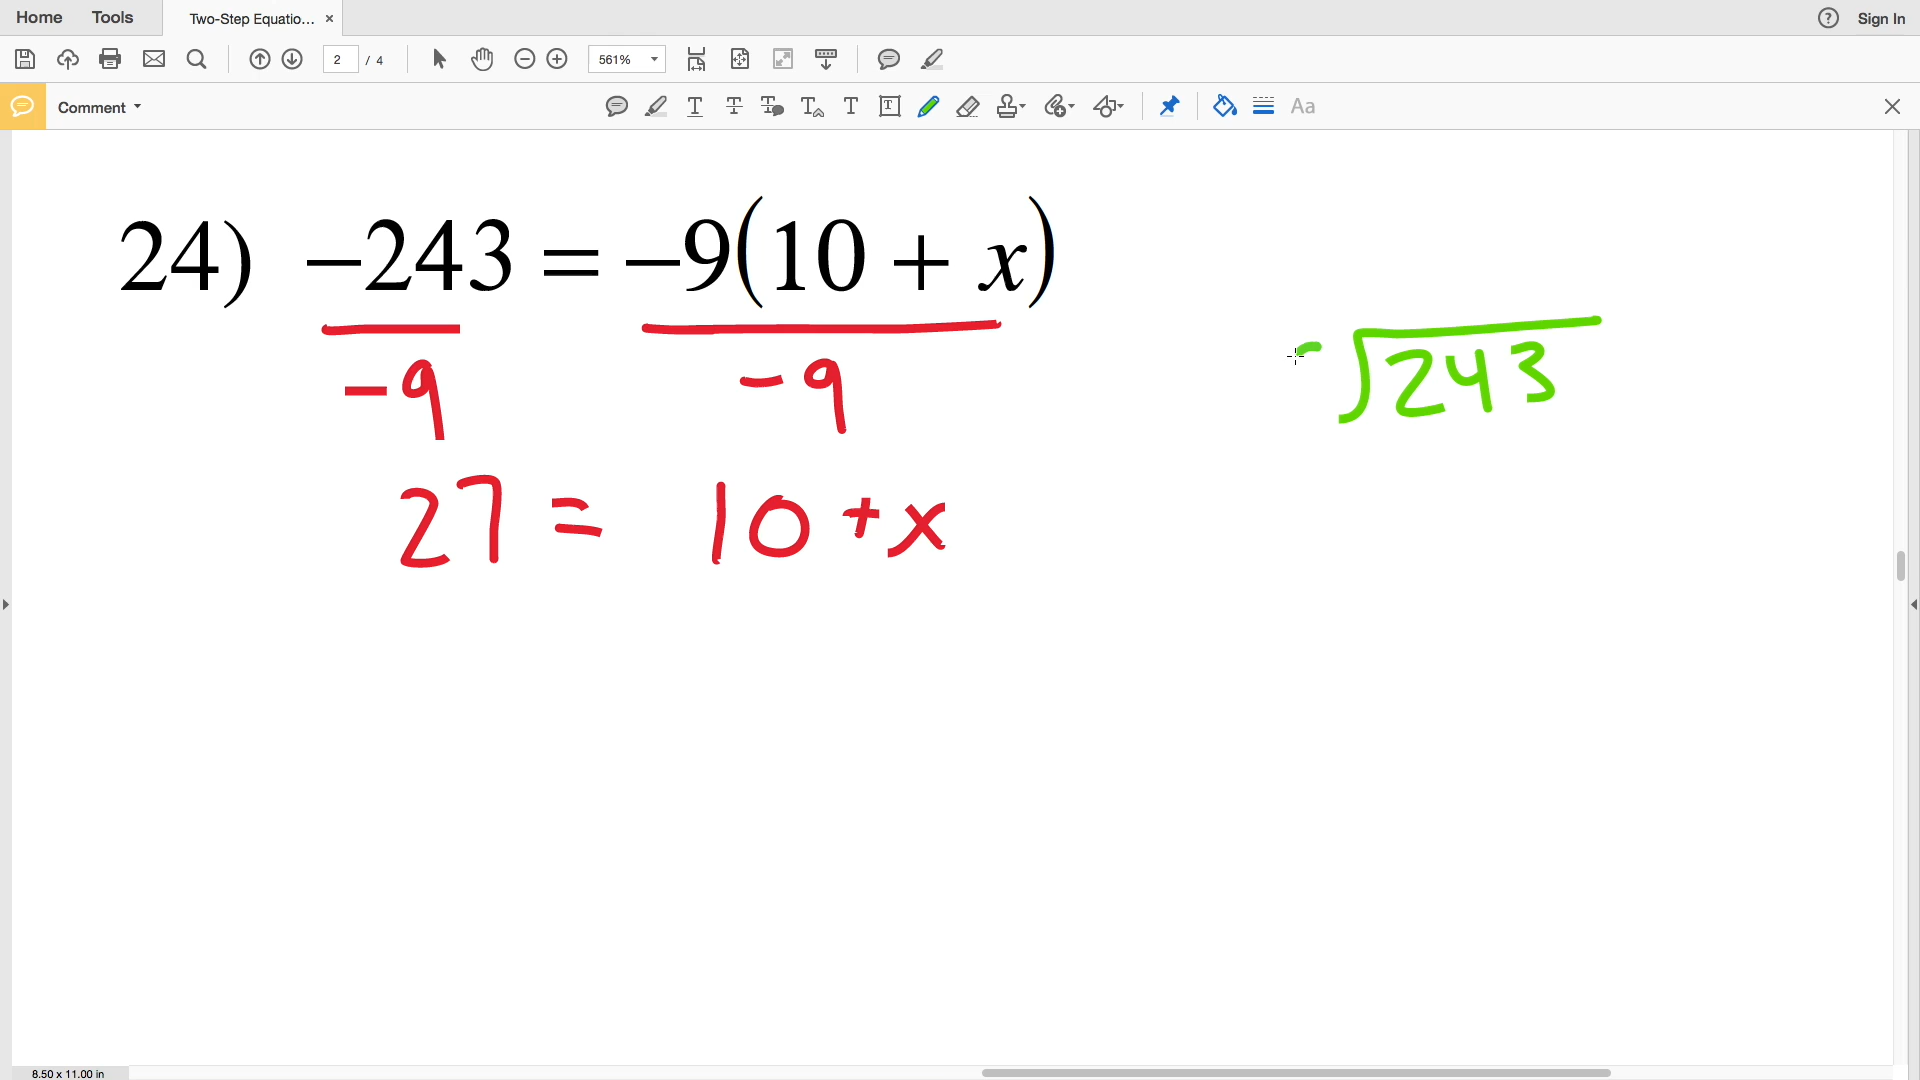 Home Tools Two-Step Equatio... × ? Sign In
2 / 4 561%
Comment T T T T T T Aa
24) −243 = −9(10 + x)
243
-9 -9
27 = 10 + x
8.50 x 11.00 in